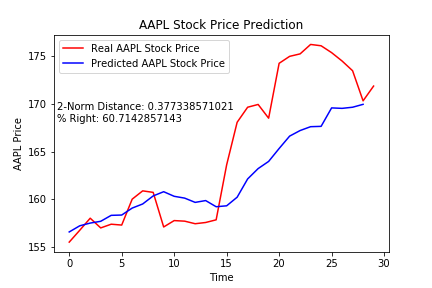 AAPL Stock Price Prediction
Real AAPL Stock Price
Predicted AAPL Stock Price
2-Norm Distance: 0.377338571021
% Right: 60.7142857143
AAPL Price
175
170
165
160
155
0 5 10 15 20 25 30
Time